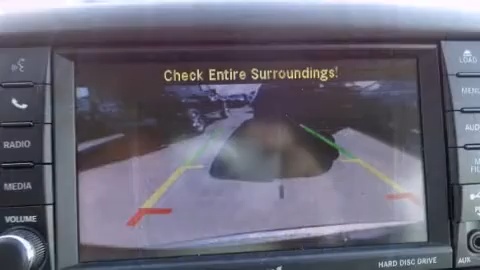 Check Entire Surroundings!
LOAD
MENU
RADIO
MEDIA
VOLUME
HARD DISC DRIVE
AUX